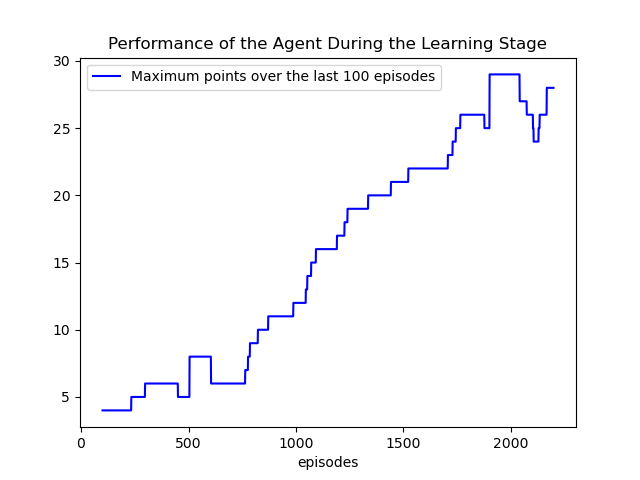 Performance of the Agent During the Learning Stage
Maximum points over the last 100 episodes
30
25
20
15
10
5
0 500 1000 1500 2000
episodes